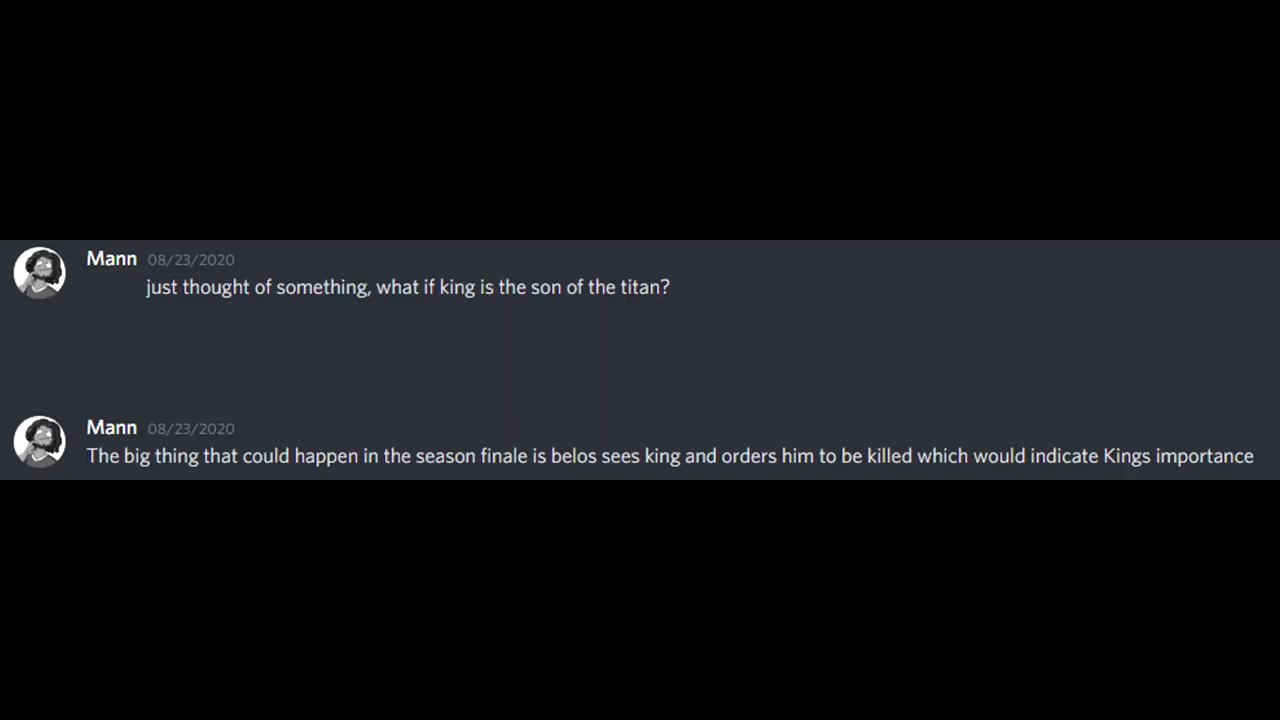 Mann 08/23/2020
just thought of something, what if king is the son of the titan?
Mann 08/23/2020
The big thing that could happen in the season finale is belos sees king and orders him to be killed which would indicate Kings importance